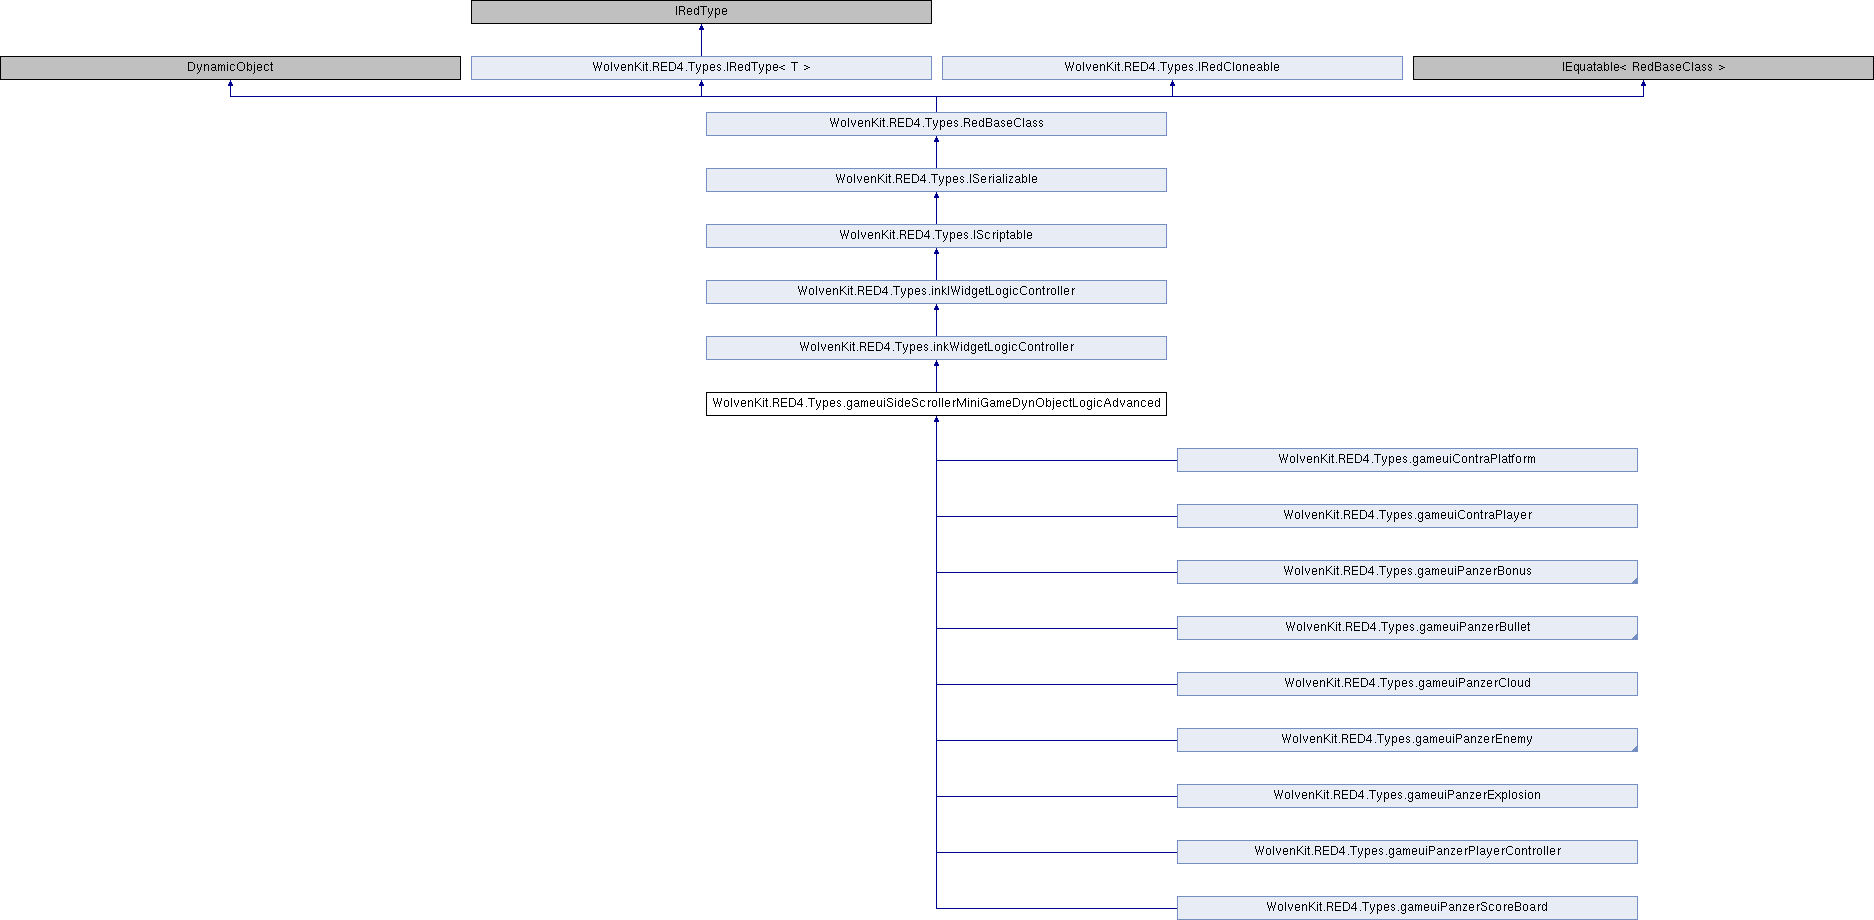 IRedType
DynamicObject
WolvenKit.RED4.Types.IRedType< T >
WolvenKit.RED4.Types.IRedCloneable
IEquatable< RedBaseClass >
WolvenKit.RED4.Types.RedBaseClass
WolvenKit.RED4.Types.ISerializable
WolvenKit.RED4.Types.IScriptable
WolvenKit.RED4.Types.inkIWidgetLogicController
WolvenKit.RED4.Types.inkWidgetLogicController
WolvenKit.RED4.Types.gameuiSideScrollerMiniGameDynObjectLogicAdvanced
WolvenKit.RED4.Types.gameuiContraPlatform
WolvenKit.RED4.Types.gameuiContraPlayer
WolvenKit.RED4.Types.gameuiPanzerBonus
WolvenKit.RED4.Types.gameuiPanzerBullet
WolvenKit.RED4.Types.gameuiPanzerCloud
WolvenKit.RED4.Types.gameuiPanzerEnemy
WolvenKit.RED4.Types.gameuiPanzerExplosion
WolvenKit.RED4.Types.gameuiPanzerPlayerController
WolvenKit.RED4.Types.gameuiPanzerScoreBoard